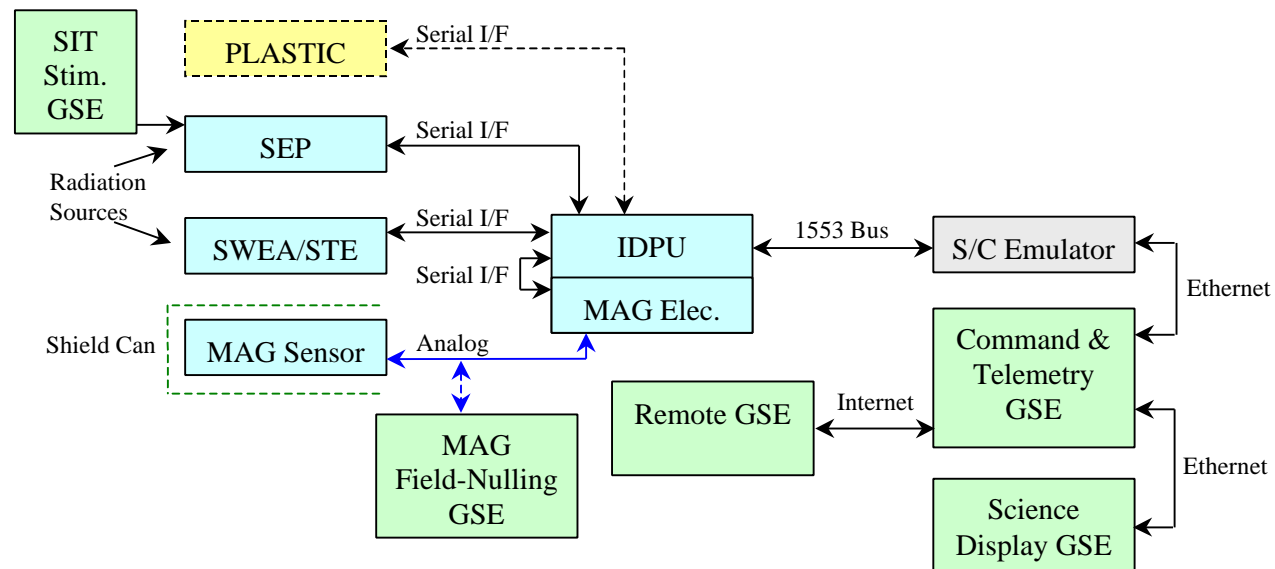 SIT
Stim.
GSE
PLASTIC
Serial I/F
SEP
Serial I/F
Radiation
Sources
SWEA/STE
Serial I/F
Serial I/F
IDPU
MAG Elec.
1553 Bus
S/C Emulator
Ethernet
Shield Can
MAG Sensor
Analog
Command &
Telemetry
GSE
Remote GSE
Internet
MAG
Field-Nulling
GSE
Ethernet
Science
Display GSE